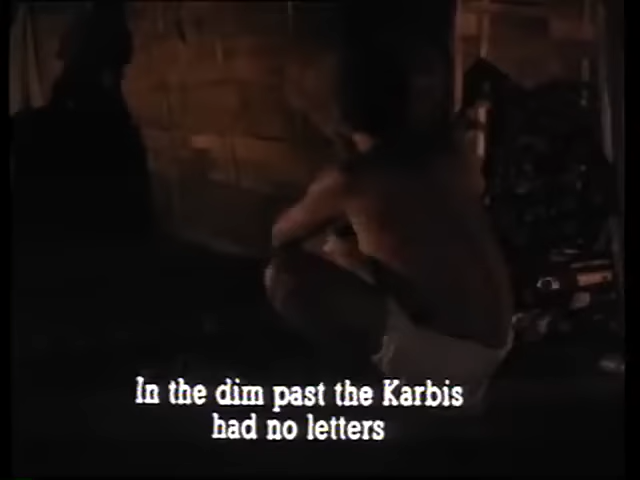 In the dim past the Karbis
had no letters